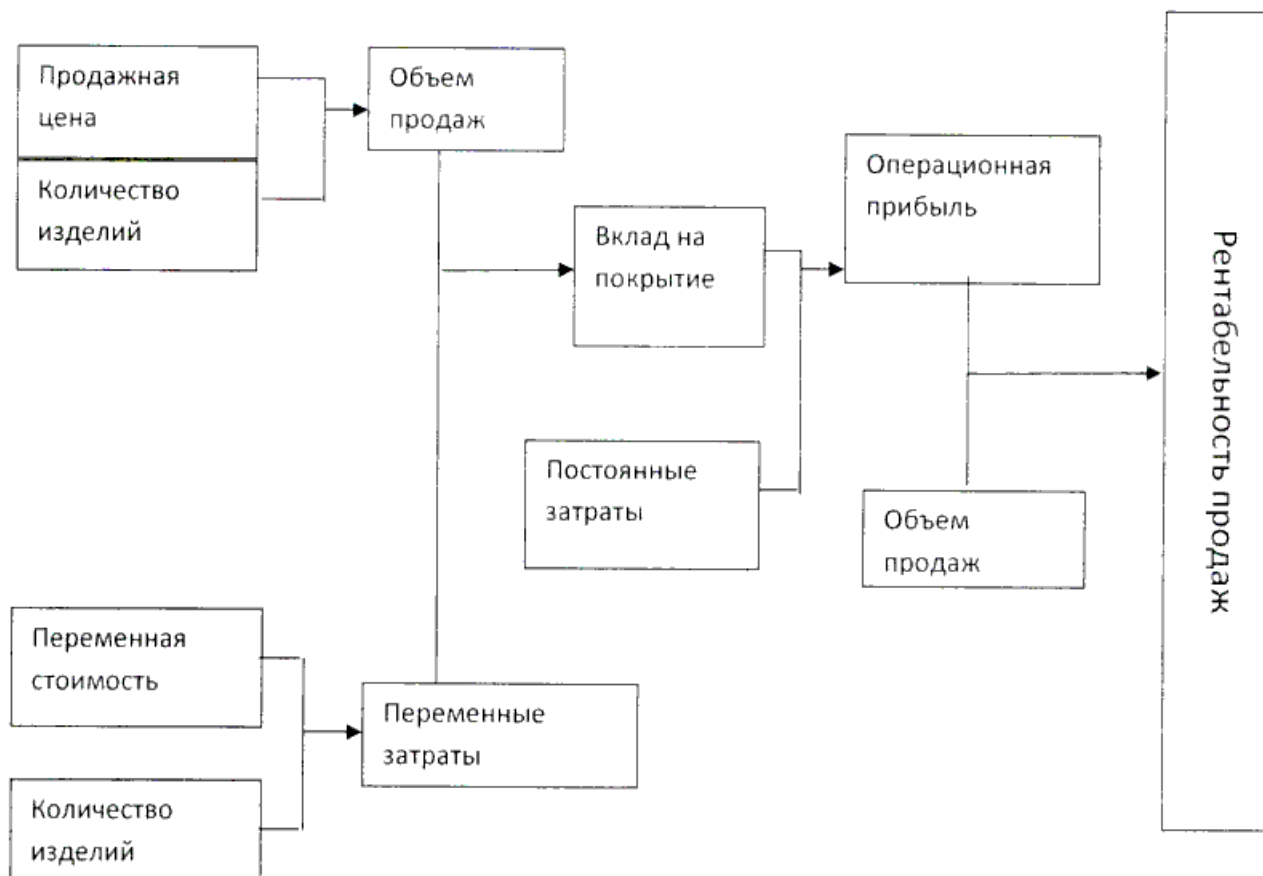 Продажная
цена
Количество
изделий
Объем
продаж
Вклад на
покрытие
Операционная
прибыль
Постоянные
затраты
Объем
продаж
Переменная
стоимость
Количество
изделий
Переменные
затраты
Рентабельность продаж